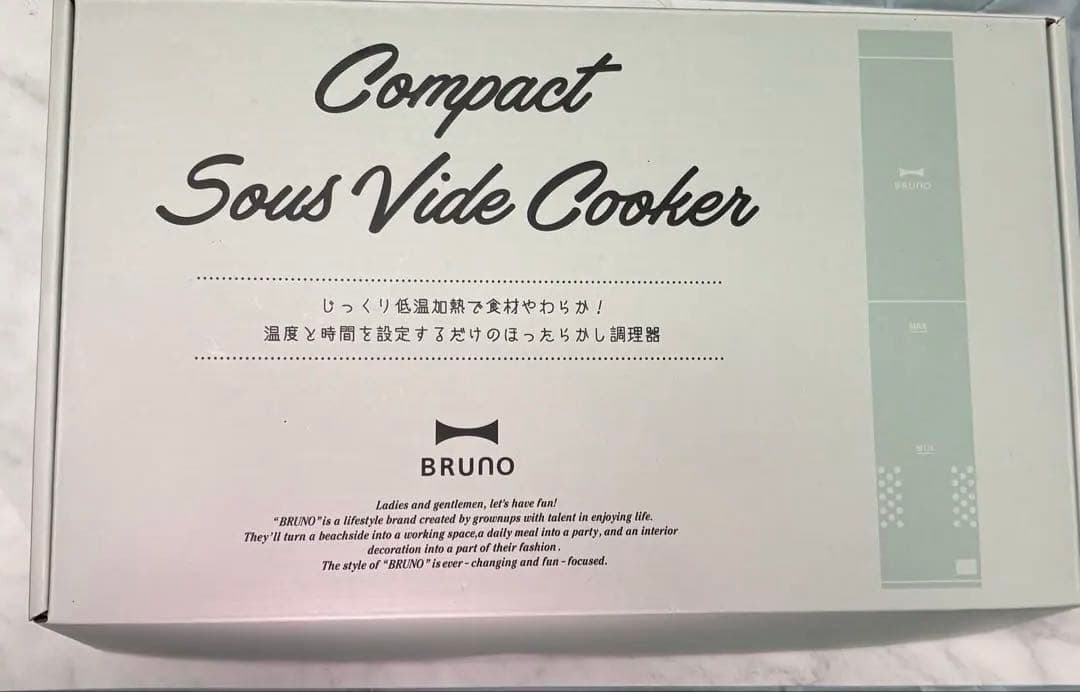 Compact
Sous Vide Cooker
じっくり低温加熱で食材やわらか！
温度と時間を設定するだけのほったらかし調理器
BRUNO
Ladies and gentlemen, let's have fun!
“BRUNO” is a lifestyle brand created by grownups with talent in enjoying life.
They'll turn a beachside into a working space,a daily meal into a party, and an interior
decoration into a part of their fashion.
The style of “BRUNO” is ever-changing and fun-focused.
BRUNO
MAX
MIN